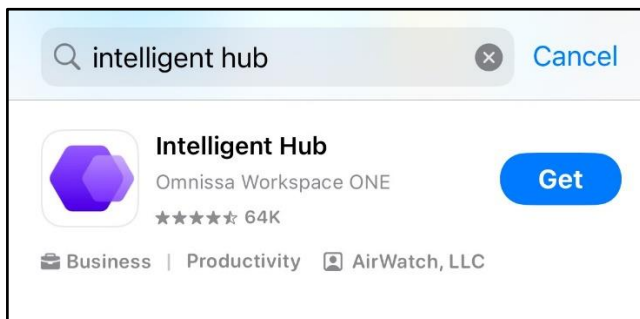 intelligent hub Cancel
Intelligent Hub
Omnissa Workspace ONE
Get
64K
Business | Productivity AirWatch, LLC